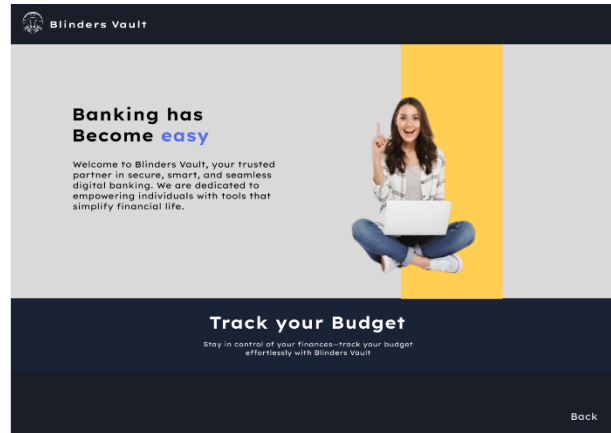 Blinders Vault
Banking has
Become easy
Welcome to Blinders Vault, your trusted
partner in secure, smart, and seamless
digital banking. We are dedicated to
empowering individuals with tools that
simplify financial life.
Track your Budget
Stay in control of your finances—track your budget
effortlessly with Blinders Vault
Back